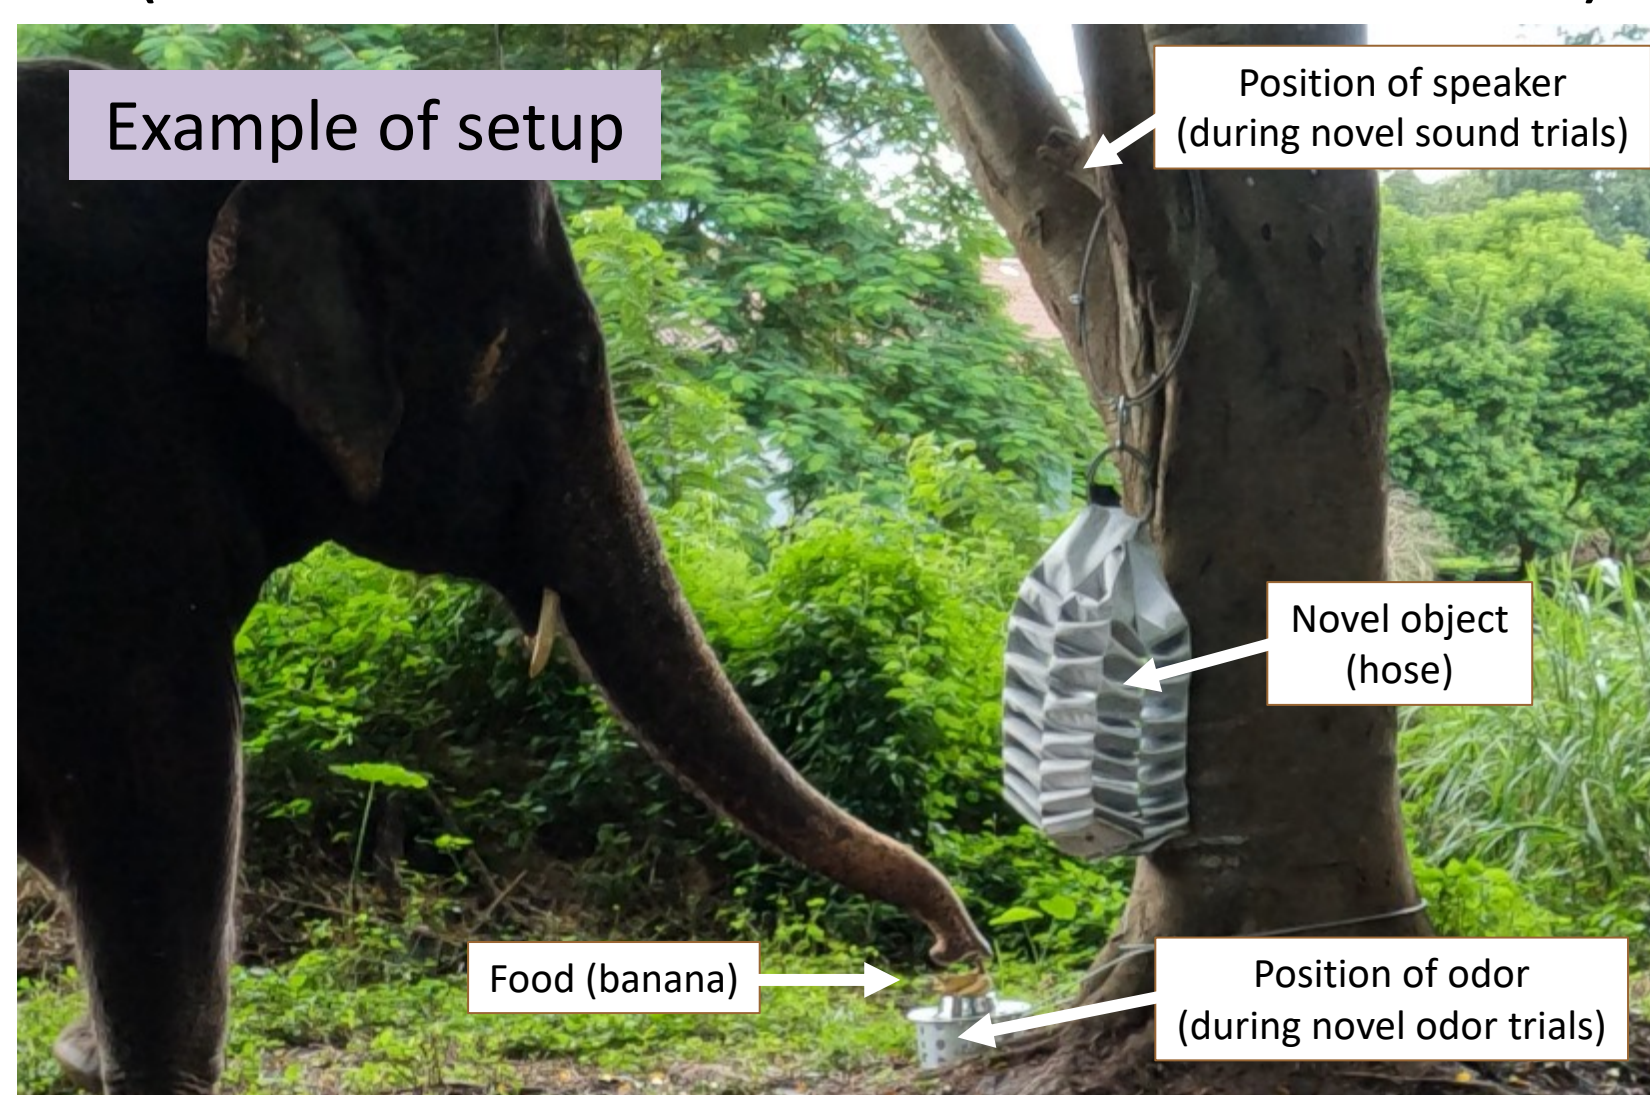 Example of setup
Position of speaker
(during novel sound trials)
Novel object
(hose)
Food (banana)
Position of odor
(during novel odor trials)